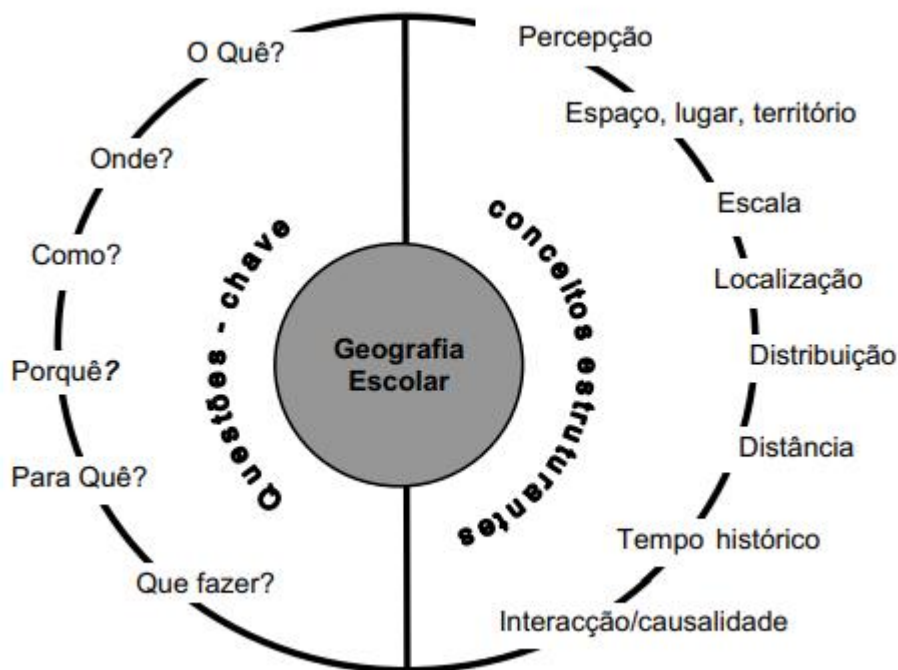 O Quê?
Onde?
Como?
Porquê?
Para Quê?
Que fazer?
Questões - chave
Geografia
Escolar
conceitos estruturantes
Percepção
Espaço, lugar, território
Escala
Localização
Distribuição
Distância
Tempo histórico
Interacção/causalidade